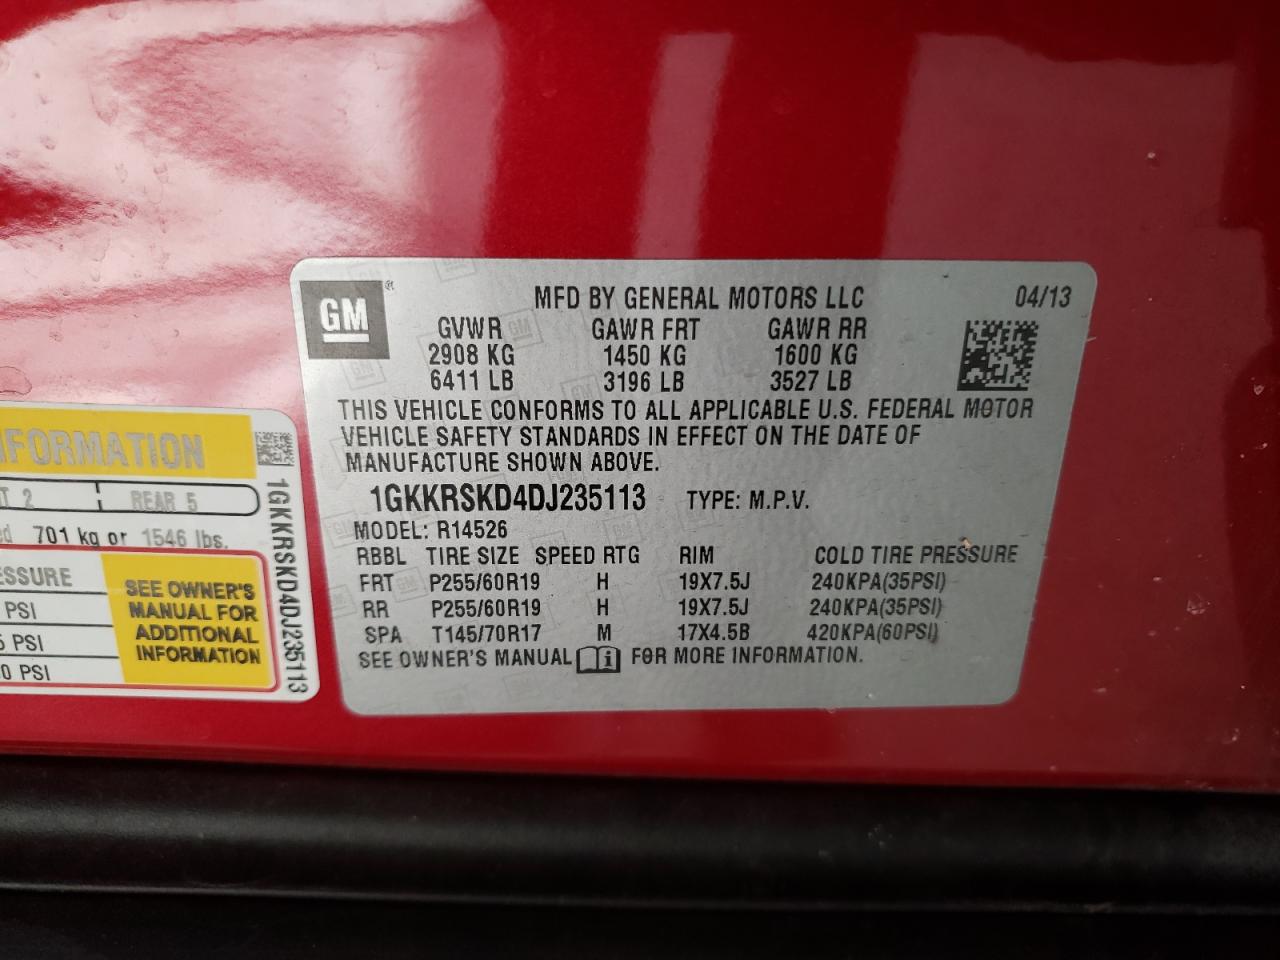 GM
MFD BY GENERAL MOTORS LLC 04/13
GVWR GAWR FRT GAWR RR
2908 KG 1450 KG 1600 KG
6411 LB 3196 LB 3527 LB
THIS VEHICLE CONFORMS TO ALL APPLICABLE U.S. FEDERAL MOTOR
VEHICLE SAFETY STANDARDS IN EFFECT ON THE DATE OF
MANUFACTURE SHOWN ABOVE.
1GKKRSKD4DJ235113 TYPE: M.P.V.
MODEL: R14526
RBBL TIRE SIZE SPEED RTG RIM COLD TIRE PRESSURE
FRT P255/60R19 H 19X7.5J 240KPA(35PSI)
RR P255/60R19 H 19X7.5J 240KPA(35PSI)
SPA T145/70R17 M 17X4.5B 420KPA(60PSI)
SEE OWNER'S MANUAL FOR MORE INFORMATION.
NFORMATION
T 2 REAR 5
ed 701 kg or 1546 lbs.
ESSURE
PSI
5 PSI
0 PSI
SEE OWNER'S
MANUAL FOR
ADDITIONAL
INFORMATION
1GKKRSKD4DJ235113